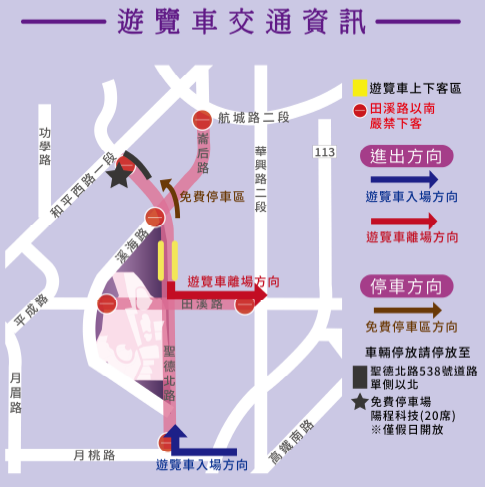 遊覽車交通資訊
遊覽車上下客區
田溪路以南
嚴禁下客
進出方向
遊覽車入場方向
遊覽車離場方向
停車方向
免費停車區方向
車輛停放請停放至
聖德北路538號道路
單側以北
免費停車場
陽程科技(20席)
※僅假日開放
航城路二段
功學路
崙后路
華興路二段
113
和平西路二段
免費停車區
溪海路
遊覽車離場方向
田溪路
平成路
聖德北路
月眉路
月桃路
遊覽車入場方向
高鐵南路